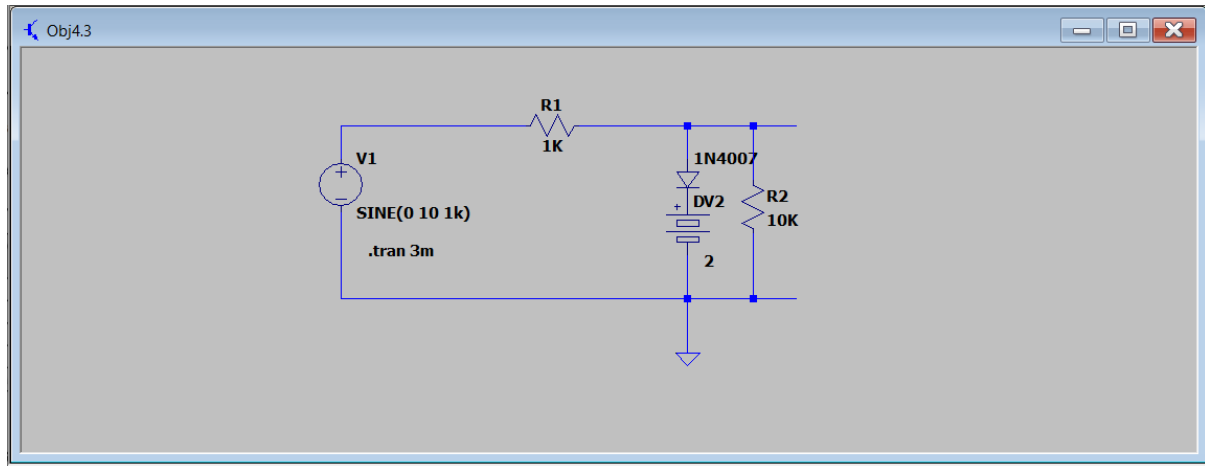 Obj4.3
R1
1K
V1
SINE(0 10 1k)
.tran 3m
1N4007
DV2
2
R2
10K